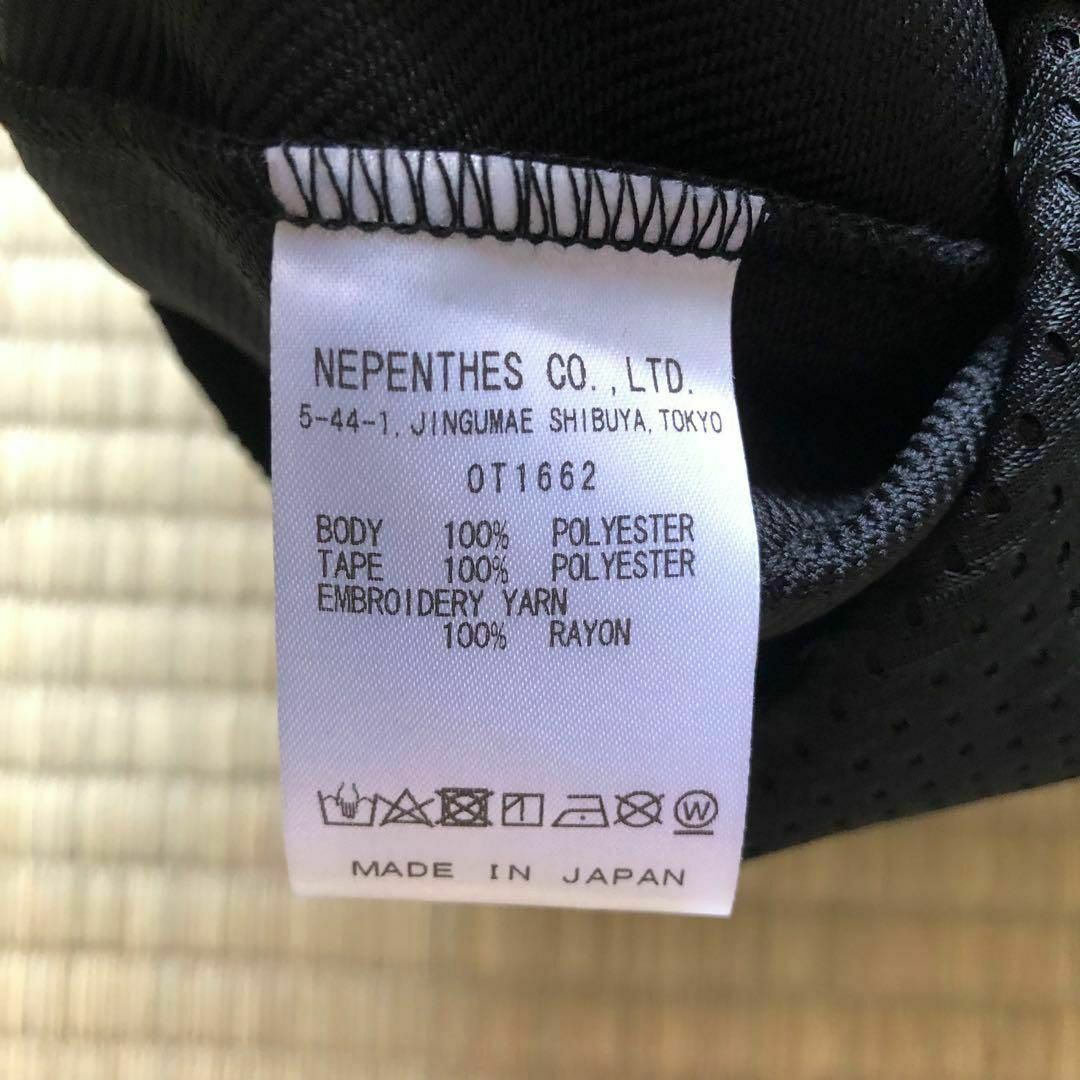 NEPENTHES CO.,LTD.
5-44-1, JINGUMAE SHIBUYA, TOKYO
OT1662
BODY 100% POLYESTER
TAPE 100% POLYESTER
EMBROIDERY YARN
100% RAYON
W
MADE IN JAPAN